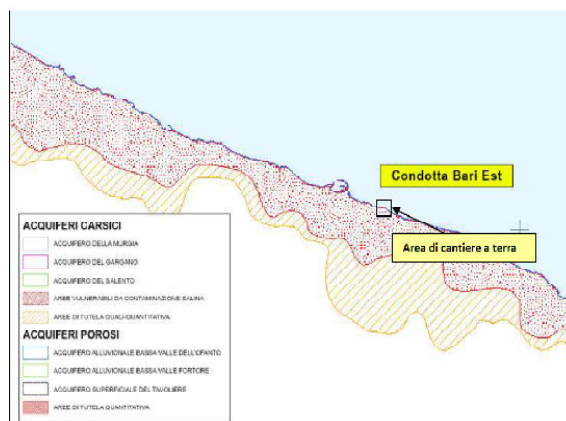 Condotta Bari Est
Area di cantiere a terra
ACQUIFERI CARSICI
ACQUIFERO DELLA MURGIA
ACQUIFERO DEL GARGANO
ACQUIFERO DEL SALENTO
AREE VULNERABILI DA CONTAMINAZIONE SALINA
AREE DI TUTELA QUALI-QUANTITATIVA
ACQUIFERI POROSI
ACQUIFERO ALLUVIONALE BASSA VALLE DELL'OFANTO
ACQUIFERO ALLUVIONALE BASSA VALLE FORTORE
ACQUIFERO SUPERFICIALE DEL TAVOLIERE
AREE DI TUTELA QUANTITATIVA